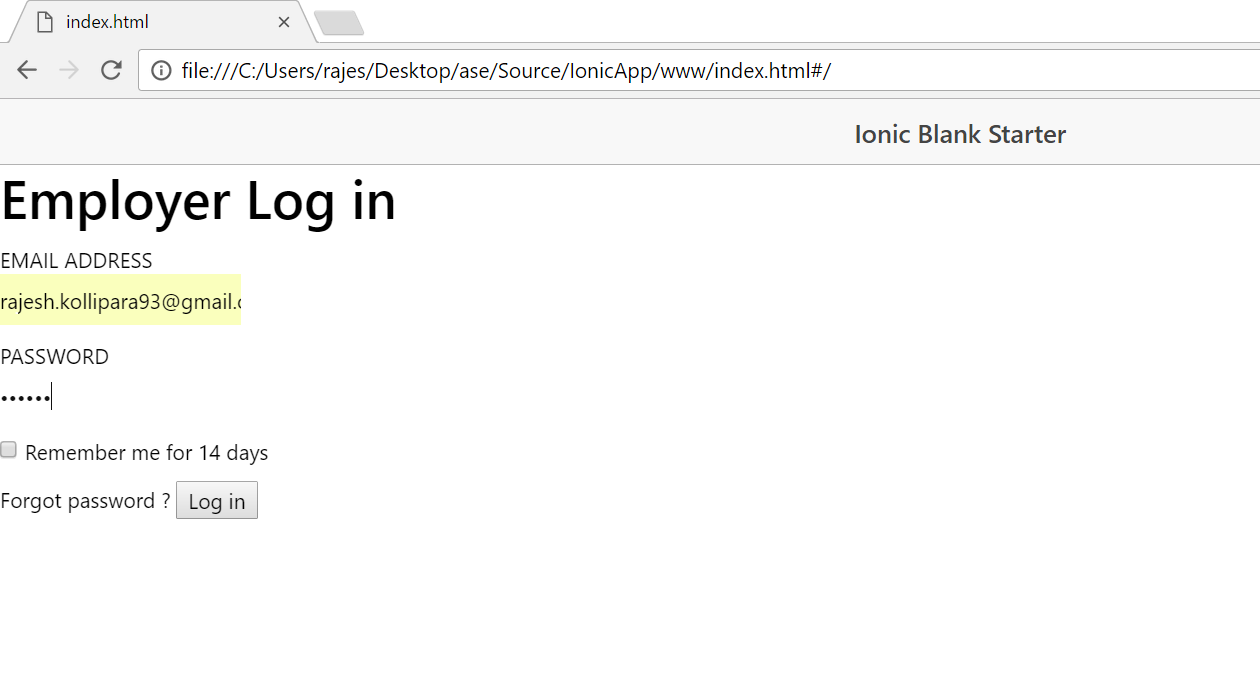 index.html
file:///C:/Users/rajes/Desktop/ase/Source/IonicApp/www/index.html#/
Ionic Blank Starter
Employer Log in
EMAIL ADDRESS
rajesh.kollipara93@gmail.c
PASSWORD
••••••
Remember me for 14 days
Forgot password ? Log in